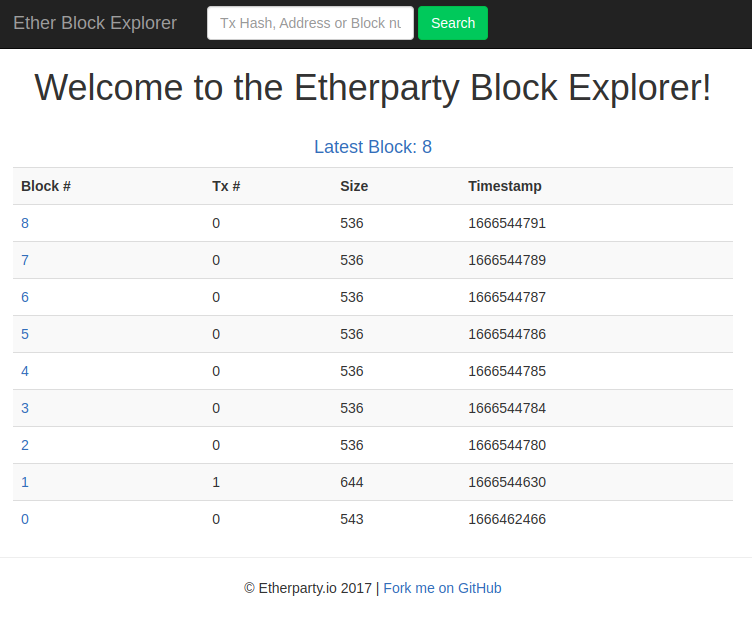 Ether Block Explorer Tx Hash, Address or Block nu Search
Welcome to the Etherparty Block Explorer!
Latest Block: 8
Block # Tx # Size Timestamp
8 0 536 1666544791
7 0 536 1666544789
6 0 536 1666544787
5 0 536 1666544786
4 0 536 1666544785
3 0 536 1666544784
2 0 536 1666544780
1 1 644 1666544630
0 0 543 1666462466
© Etherparty.io 2017 | Fork me on GitHub